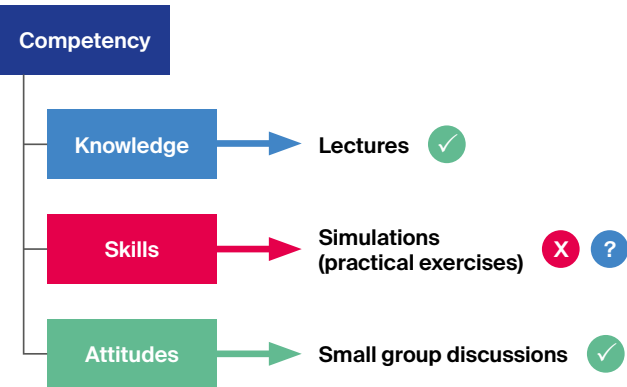 Competency
Knowledge
Lectures
Skills
Simulations
(practical exercises)
X
?
Attitudes
Small group discussions